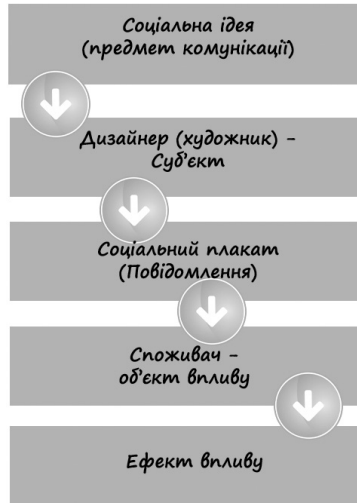 Соціальна ідея
(предмет комунікації)
Дизайнер (художник) –
Суб'єкт
Соціальний плакат
(Повідомлення)
Споживач –
об'єкт впливу
Ефект впливу